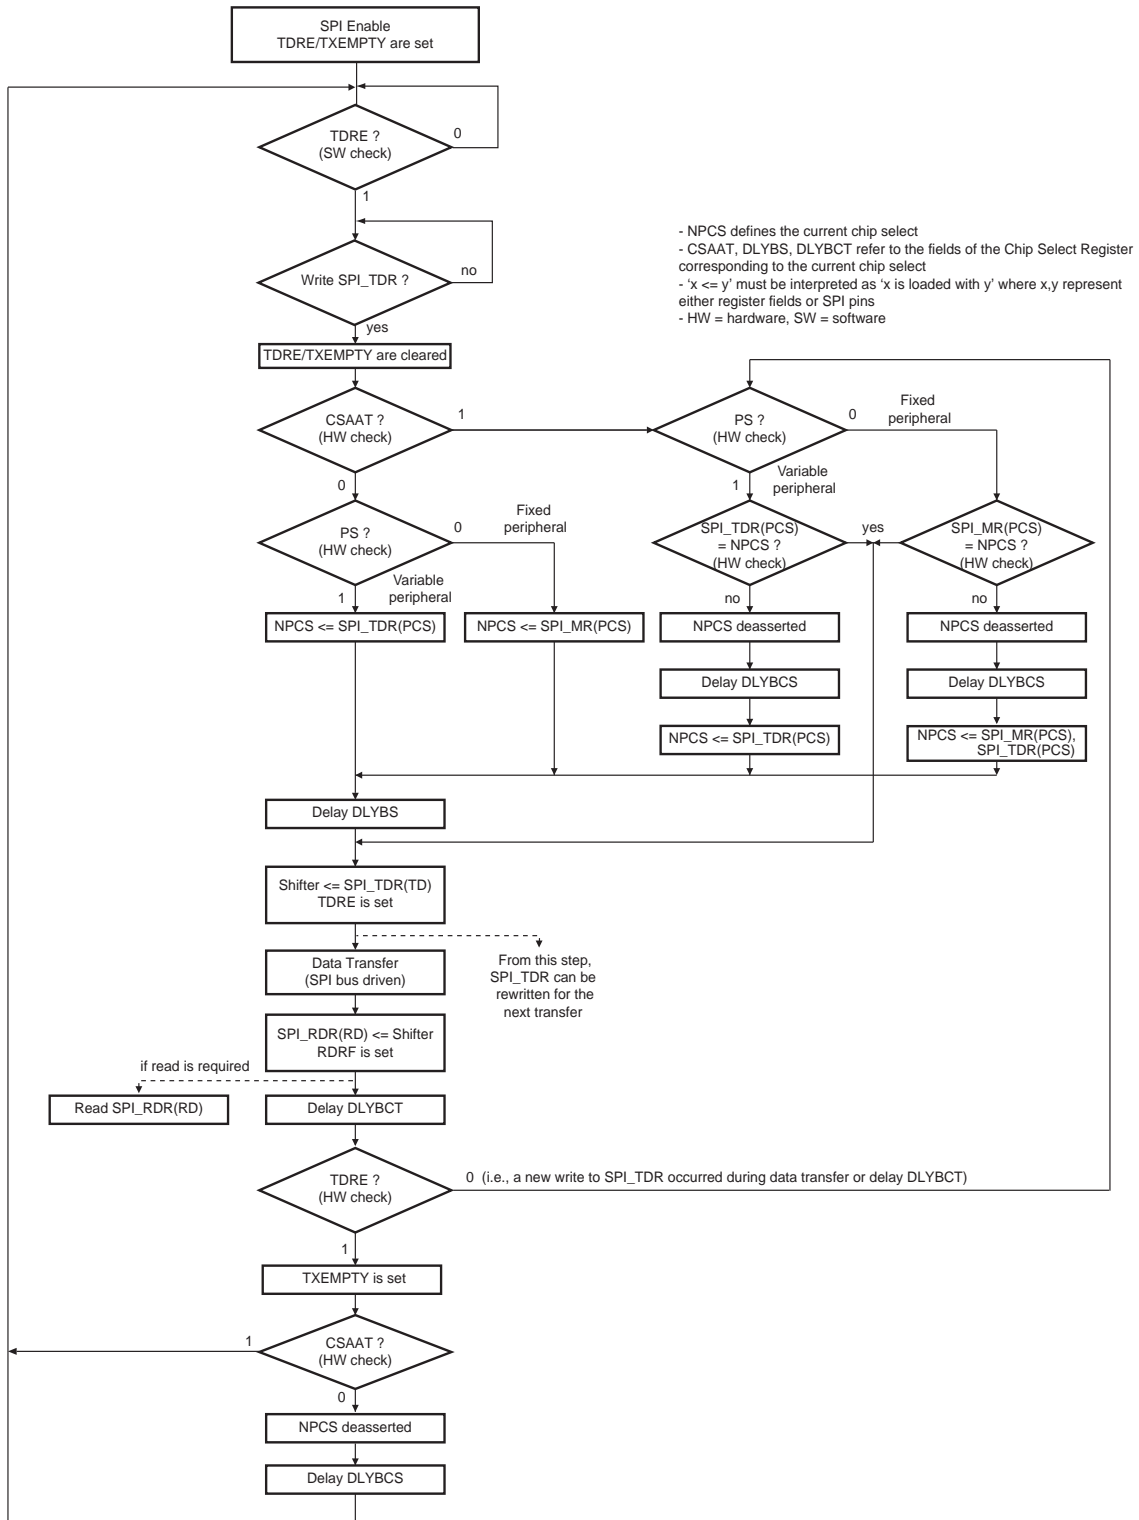 SPI Enable
TDRE/TXEMPTY are set
TDRE ?
(SW check)
0
1
- NPCS defines the current chip select
- CSAAT, DLYBS, DLYBCT refer to the fields of the Chip Select Register
corresponding to the current chip select
- ‘x <= y’ must be interpreted as ‘x is loaded with y’ where x,y represent
either register fields or SPI pins
- HW = hardware, SW = software
Write SPI_TDR ?
no
yes
TDRE/TXEMPTY are cleared
CSAAT ?
(HW check)
1
0
PS ?
(HW check)
0
Fixed
peripheral
1
Variable
peripheral
PS ?
(HW check)
0
Fixed
peripheral
1
Variable
peripheral
SPI_TDR(PCS)
= NPCS ?
(HW check)
yes
no
SPI_MR(PCS)
= NPCS ?
(HW check)
no
NPCS <= SPI_TDR(PCS)
NPCS <= SPI_MR(PCS)
NPCS deasserted
NPCS deasserted
Delay DLYBCS
Delay DLYBCS
NPCS <= SPI_TDR(PCS)
NPCS <= SPI_MR(PCS),
SPI_TDR(PCS)
Delay DLYBS
Shifter <= SPI_TDR(TD)
TDRE is set
Data Transfer
(SPI bus driven)
From this step,
SPI_TDR can be
rewritten for the
next transfer
SPI_RDR(RD) <= Shifter
RDRF is set
if read is required
Read SPI_RDR(RD)
Delay DLYBCT
TDRE ?
(HW check)
0 (i.e., a new write to SPI_TDR occurred during data transfer or delay DLYBCT)
1
TXEMPTY is set
CSAAT ?
(HW check)
1
0
NPCS deasserted
Delay DLYBCS